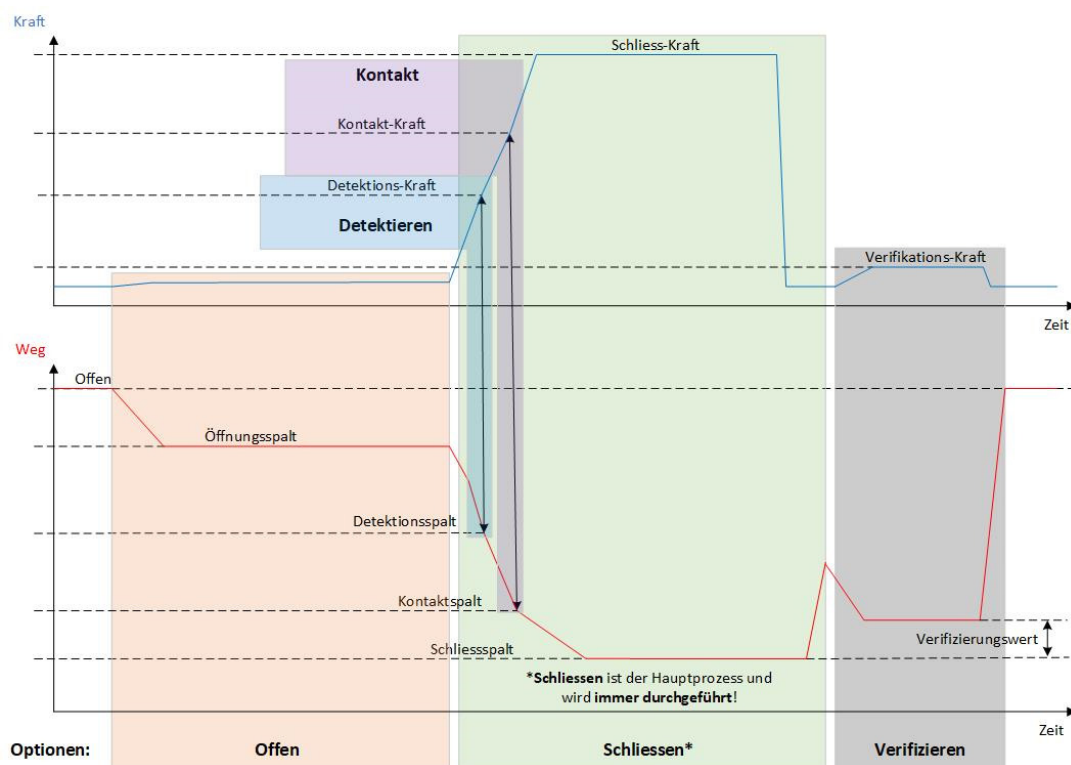 Kraft
Schliess-Kraft
Kontakt
Kontakt-Kraft
Detektions-Kraft
Detektieren
Verifikations-Kraft
Zeit
Weg
Offen
Öffnungsspalt
Detektionsspalt
Kontaktspalt
Verifizierungswert
Schliessspalt
*Schliessen ist der Hauptprozess und
wird immer durchgeführt!
Zeit
Optionen: Offen Schliessen* Verifizieren